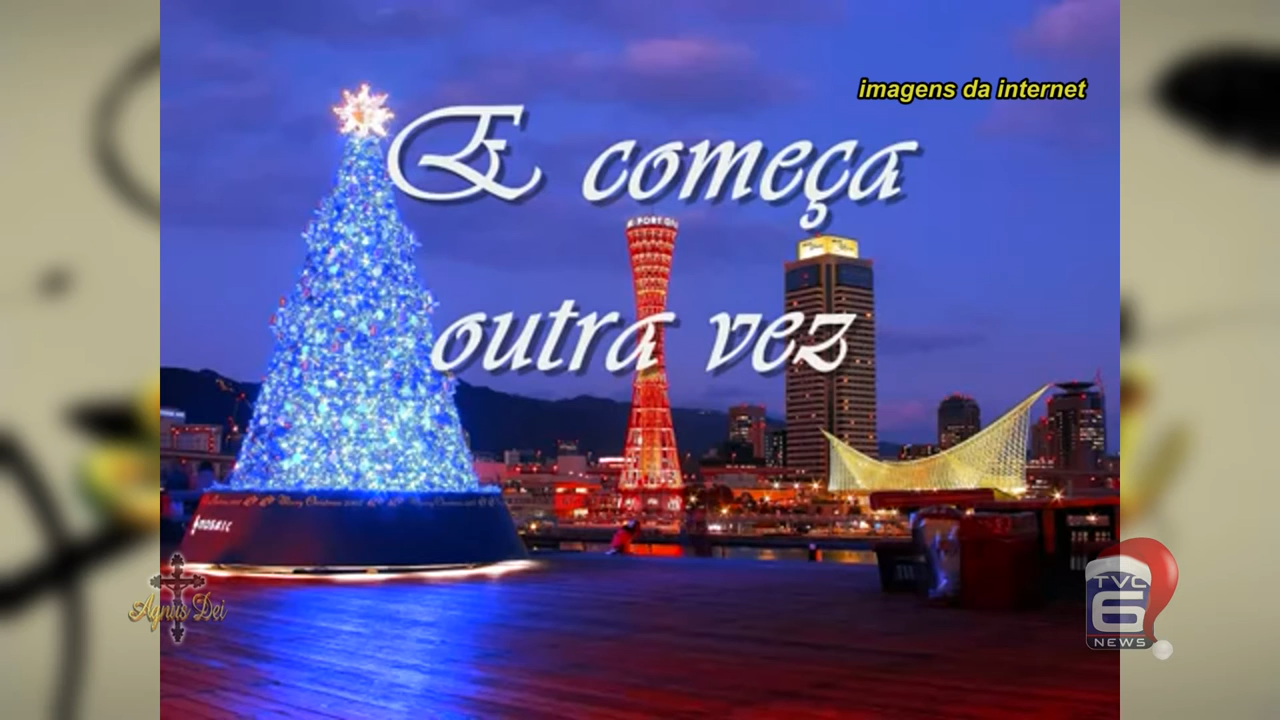 imagens da internet
E começa
outra vez
PORT
MOSAIC
Agnus Dei
TVC
6
NEWS